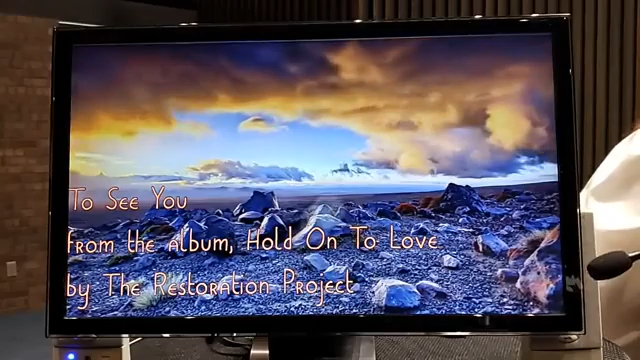 To See You
from the album, Hold On To Love
by The Restoration Project